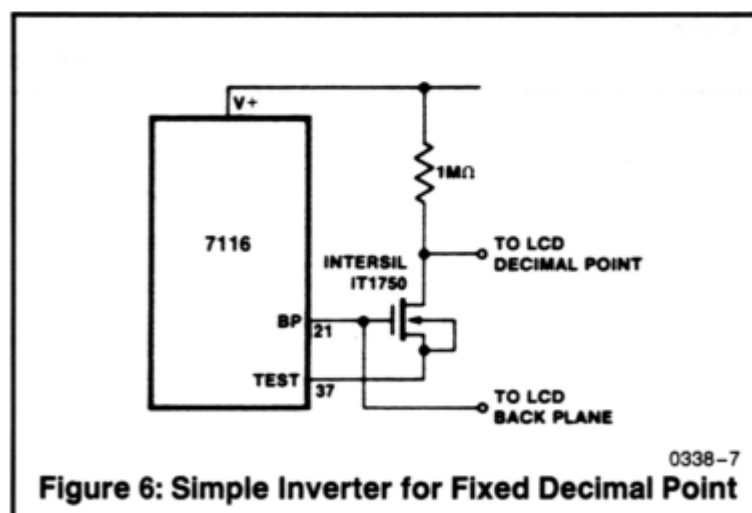 V+
1MΩ
7116
TO LCD
DECIMAL POINT
INTERSIL
IT1750
BP
21
TEST
37
TO LCD
BACK PLANE
0338-7
Figure 6: Simple Inverter for Fixed Decimal Point